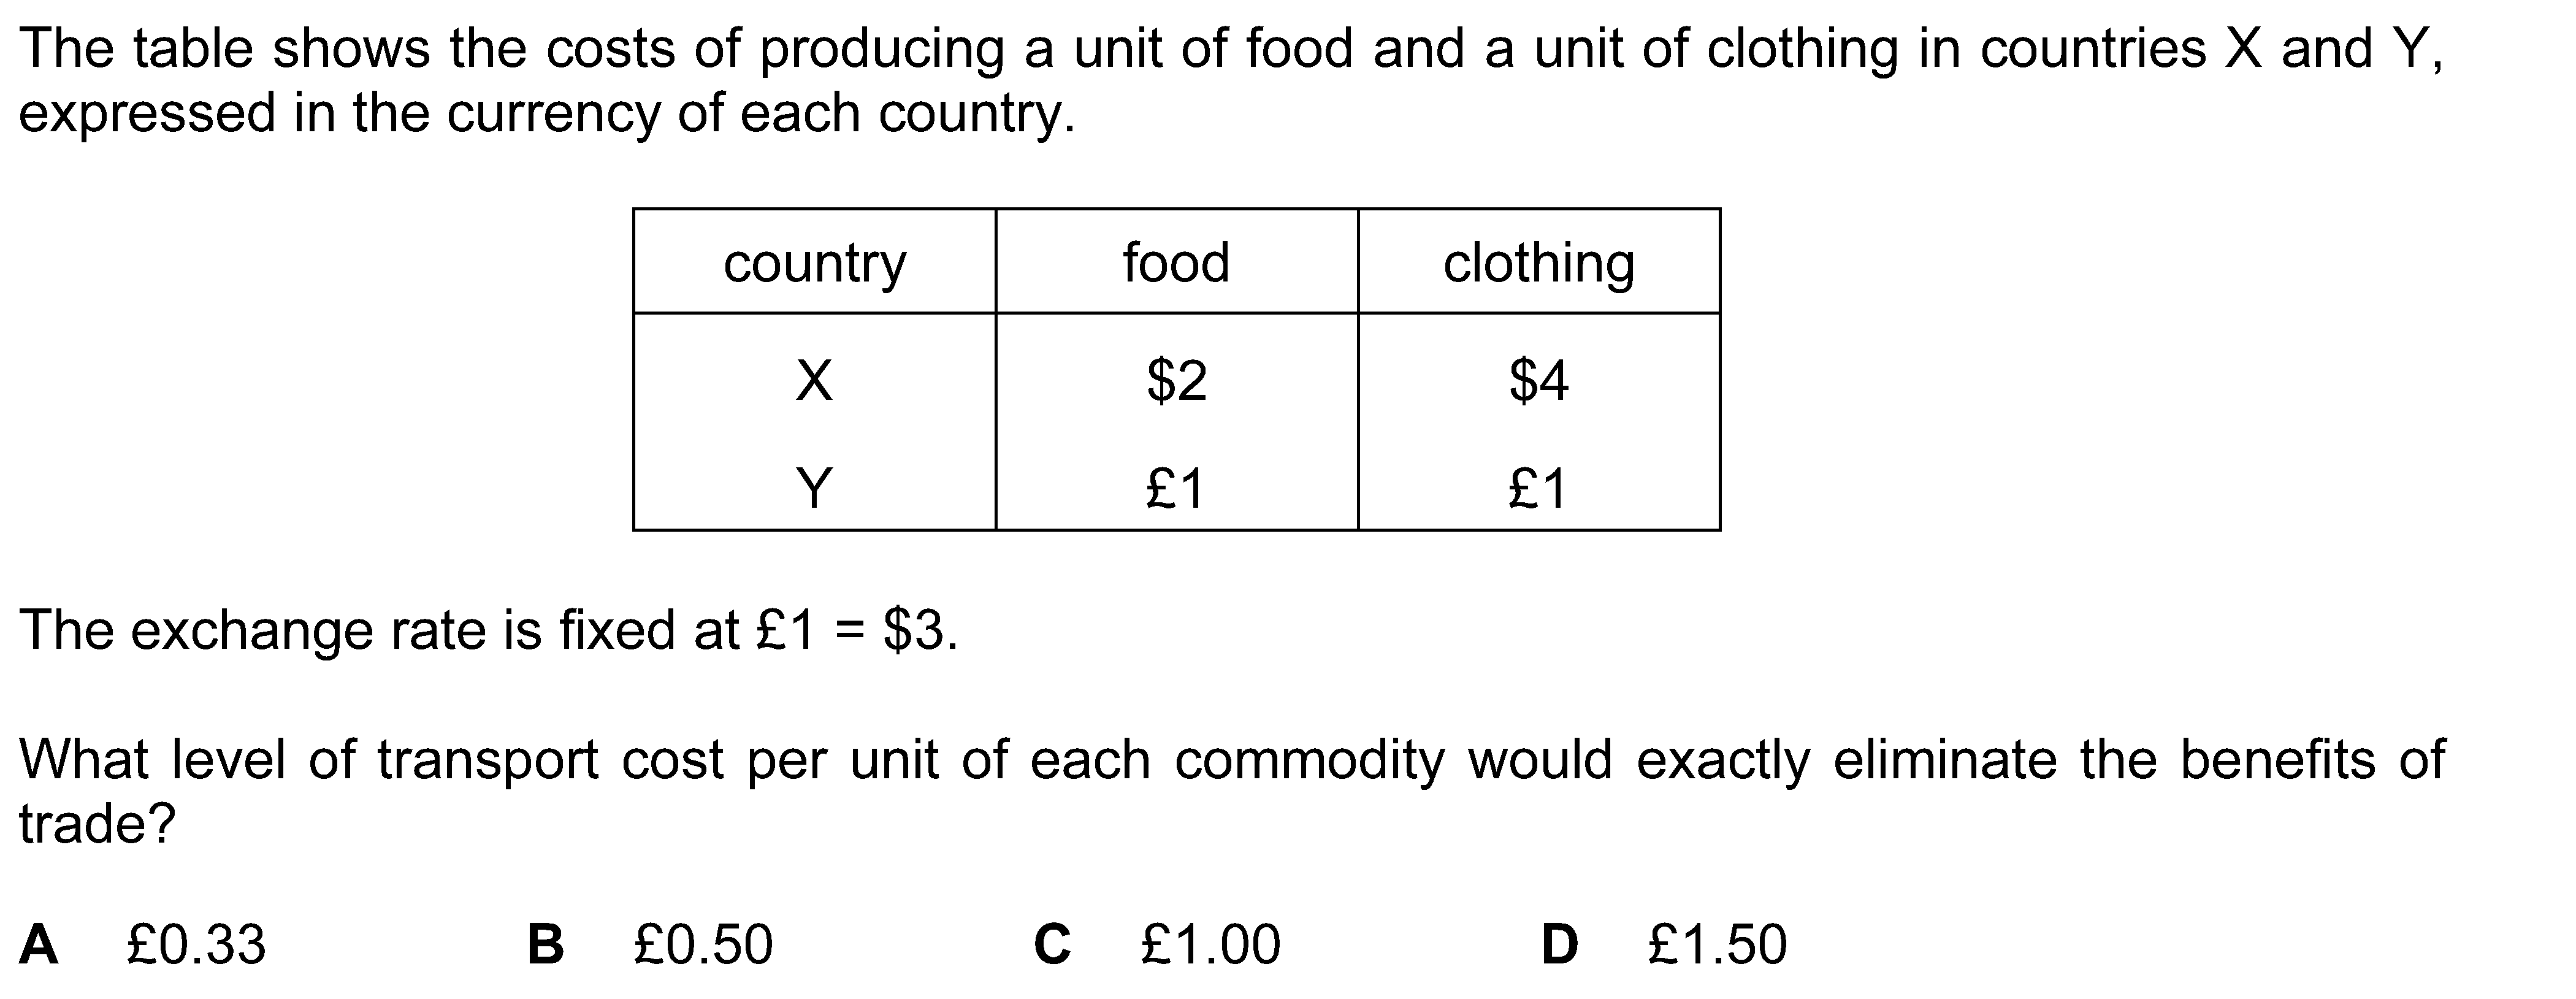 The table shows the costs of producing a unit of food and a unit of clothing in countries X and Y,
expressed in the currency of each country.
country food clothing
X $2 $4
Y £1 £1
The exchange rate is fixed at £1 = $3.
What level of transport cost per unit of each commodity would exactly eliminate the benefits of
trade?
A £0.33 B £0.50 C £1.00 D £1.50